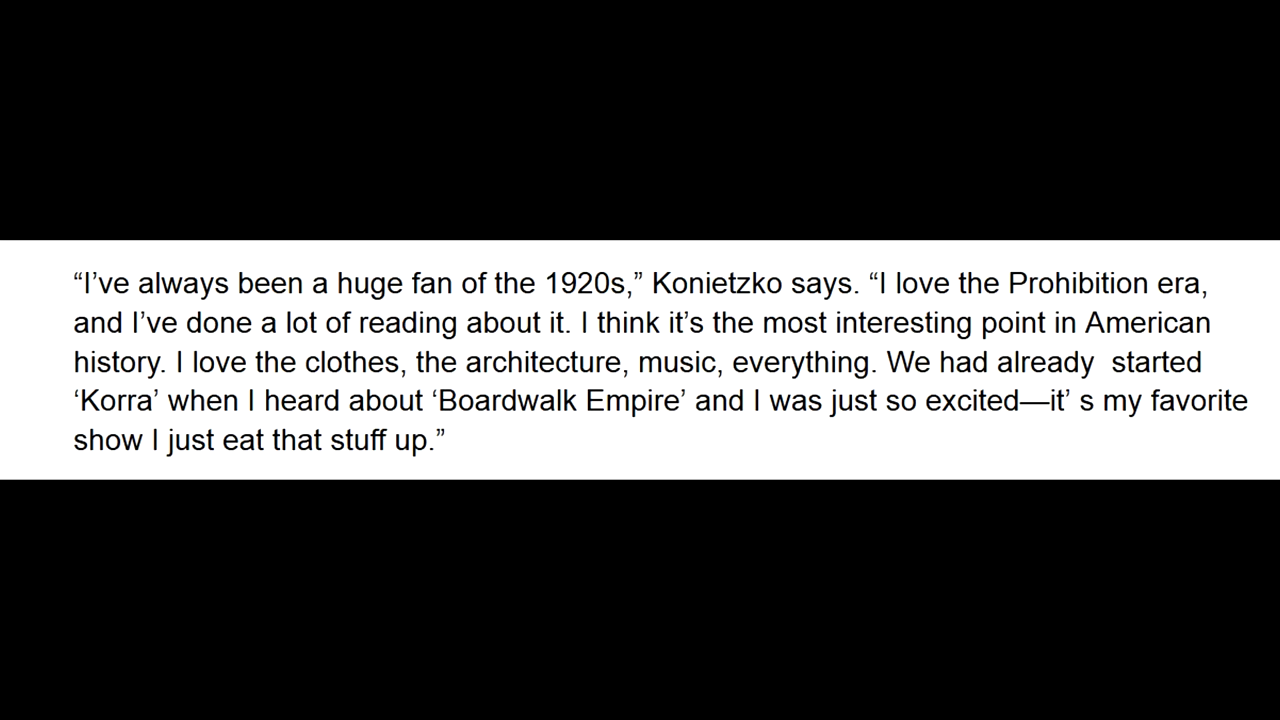 “I’ve always been a huge fan of the 1920s,” Konietzko says. “I love the Prohibition era,
and I’ve done a lot of reading about it. I think it’s the most interesting point in American
history. I love the clothes, the architecture, music, everything. We had already  started
‘Korra’ when I heard about ‘Boardwalk Empire’ and I was just so excited—it’ s my favorite
show I just eat that stuff up.”